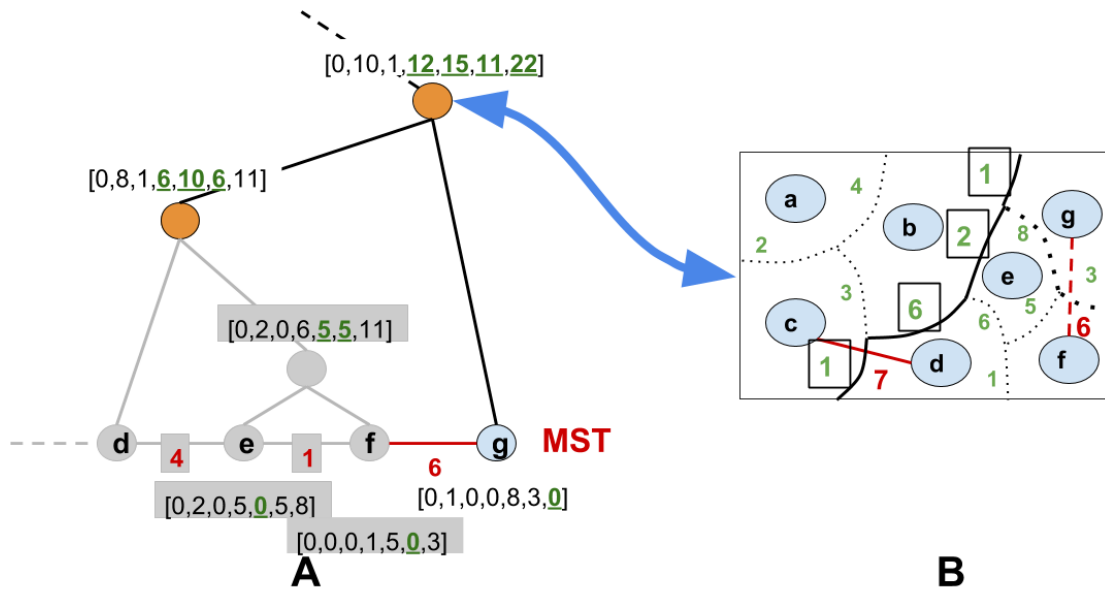 [0,10,1,12,15,11,22]
[0,8,1,6,10,6,11]
[0,2,0,6,5,5,11]
d
e
f
g
MST
4
1
6
[0,2,0,5,0,5,8]
[0,1,0,0,8,3,0]
[0,0,0,1,5,0,3]
A
a
4
1
g
b
2
8
2
e
3
3
6
5
6
c
6
f
1
7
d
1
B